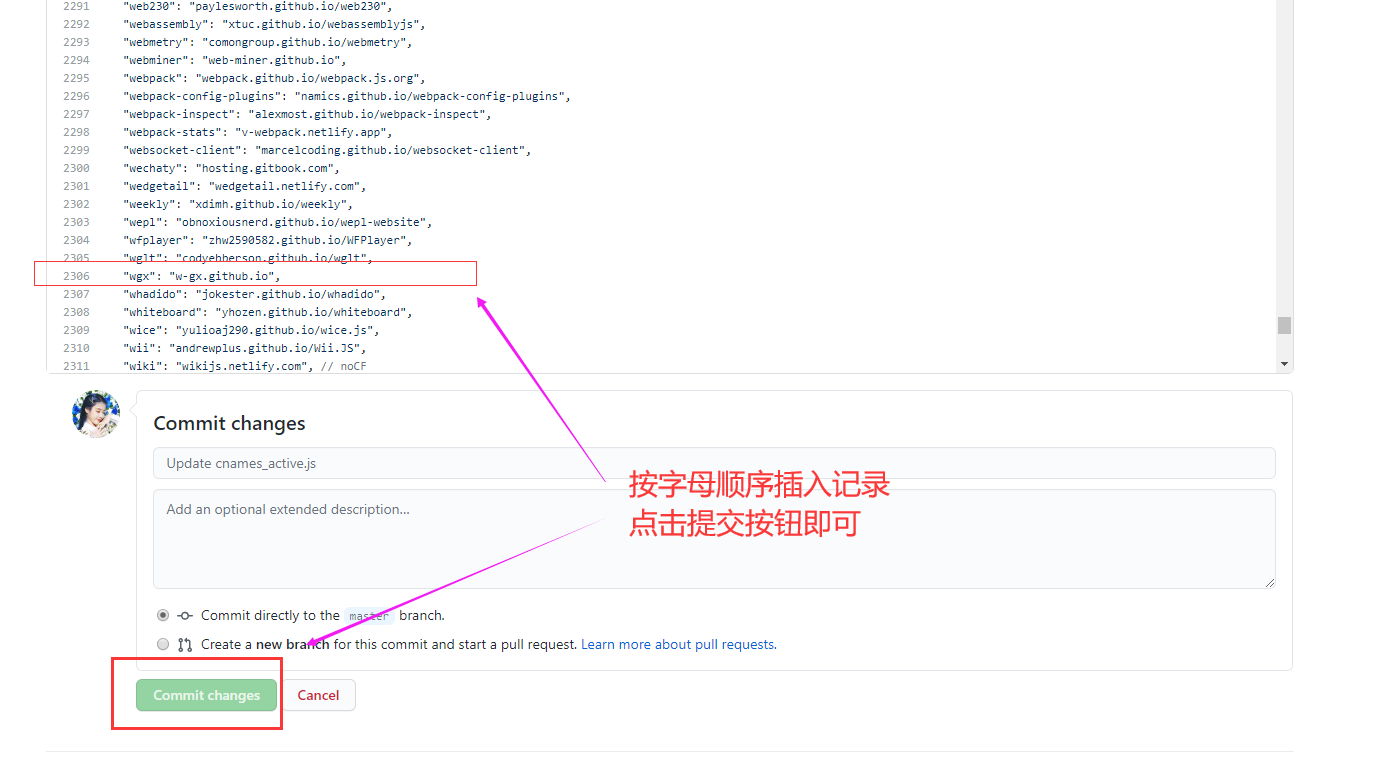 2291 "web230": "paylesworth.github.io/web230",
2292 "webassembly": "xtuc.github.io/webassemblyjs",
2293 "webmetry": "comongroup.github.io/webmetry",
2294 "webminer": "web-miner.github.io",
2295 "webpack": "webpack.github.io/webpack.js.org",
2296 "webpack-config-plugins": "namics.github.io/webpack-config-plugins",
2297 "webpack-inspect": "alexmost.github.io/webpack-inspect",
2298 "webpack-stats": "v-webpack.netlify.app",
2299 "websocket-client": "marcelcoding.github.io/websocket-client",
2300 "wechaty": "hosting.gitbook.com",
2301 "wedgetail": "wedgetail.netlify.com",
2302 "weekly": "xdimh.github.io/weekly",
2303 "wepl": "obnoxiousnerd.github.io/wepl-website",
2304 "wfplayer": "zhw2590582.github.io/WFPlayer",
2305 "wglt": "codyebberson.github.io/wglt",
2306 "wgx": "w-gx.github.io",
2307 "whadido": "jokester.github.io/whadido",
2308 "whiteboard": "yhozen.github.io/whiteboard",
2309 "wice": "yulioaj290.github.io/wice.js",
2310 "wii": "andrewplus.github.io/Wii.JS",
2311 "wiki": "wikijs.netlify.com", // noCF
Commit changes
Update cnames_active.js
按字母顺序插入记录
Add an optional extended description...
点击提交按钮即可
Commit directly to the master branch.
Create a new branch for this commit and start a pull request. Learn more about pull requests.
Commit changes Cancel